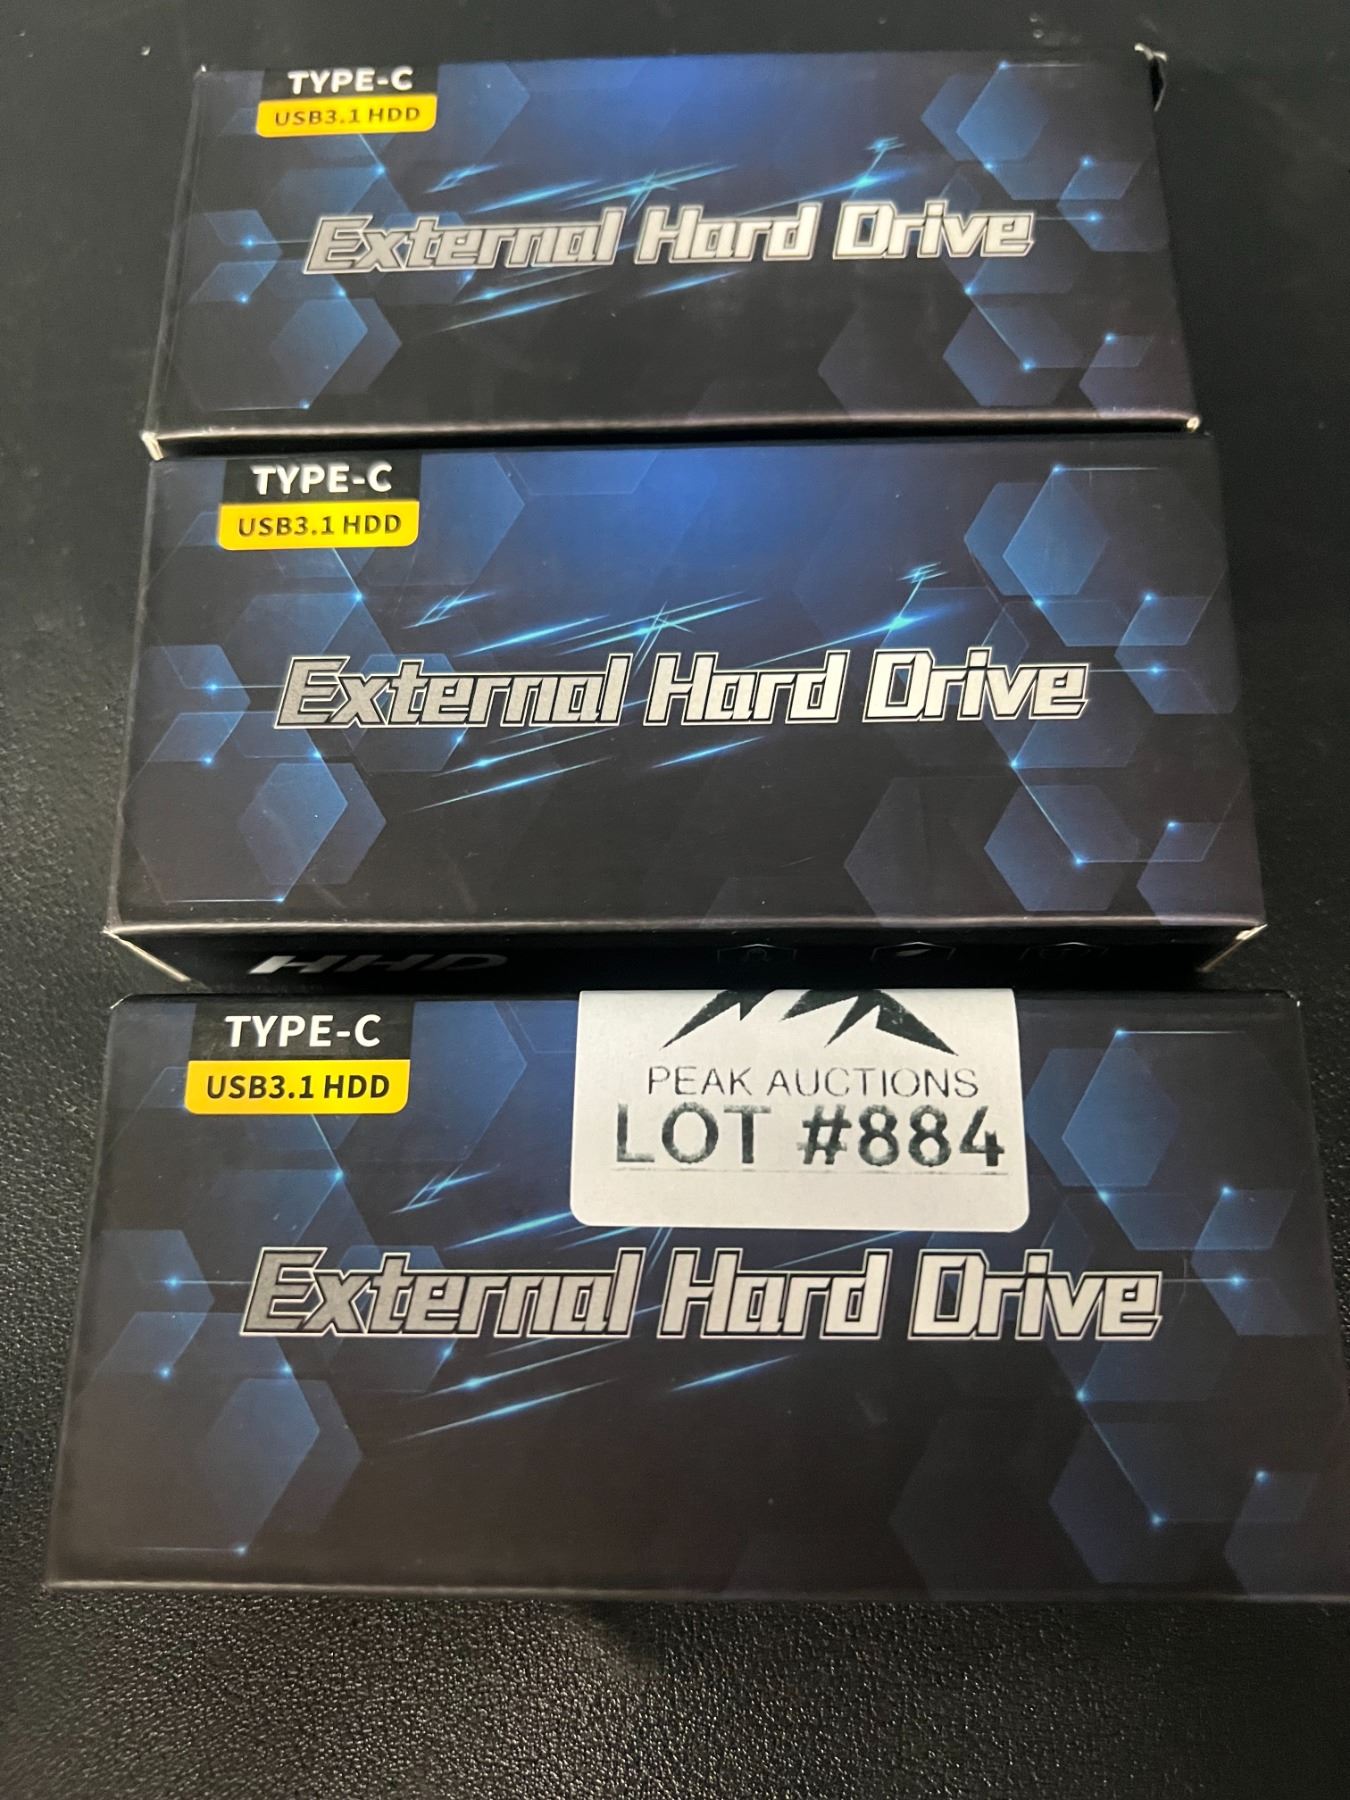 TYPE-C
USB3.1 HDD
External Hard Drive
TYPE-C
USB3.1 HDD
External Hard Drive
HHD
TYPE-C
USB3.1 HDD
PEAK AUCTIONS
LOT #884
External Hard Drive